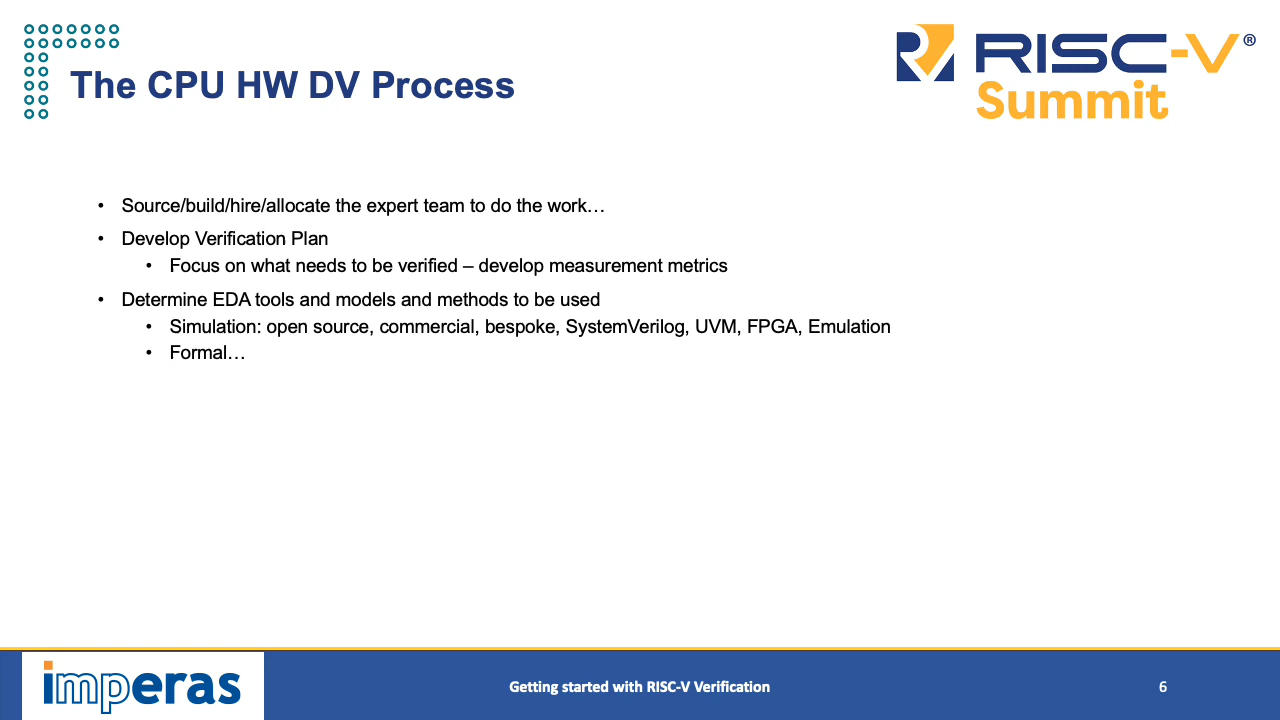 The CPU HW DV Process
RISC-V®
Summit
• Source/build/hire/allocate the expert team to do the work…
• Develop Verification Plan
• Focus on what needs to be verified – develop measurement metrics
• Determine EDA tools and models and methods to be used
• Simulation: open source, commercial, bespoke, SystemVerilog, UVM, FPGA, Emulation
• Formal…
imperas
Getting started with RISC-V Verification
6